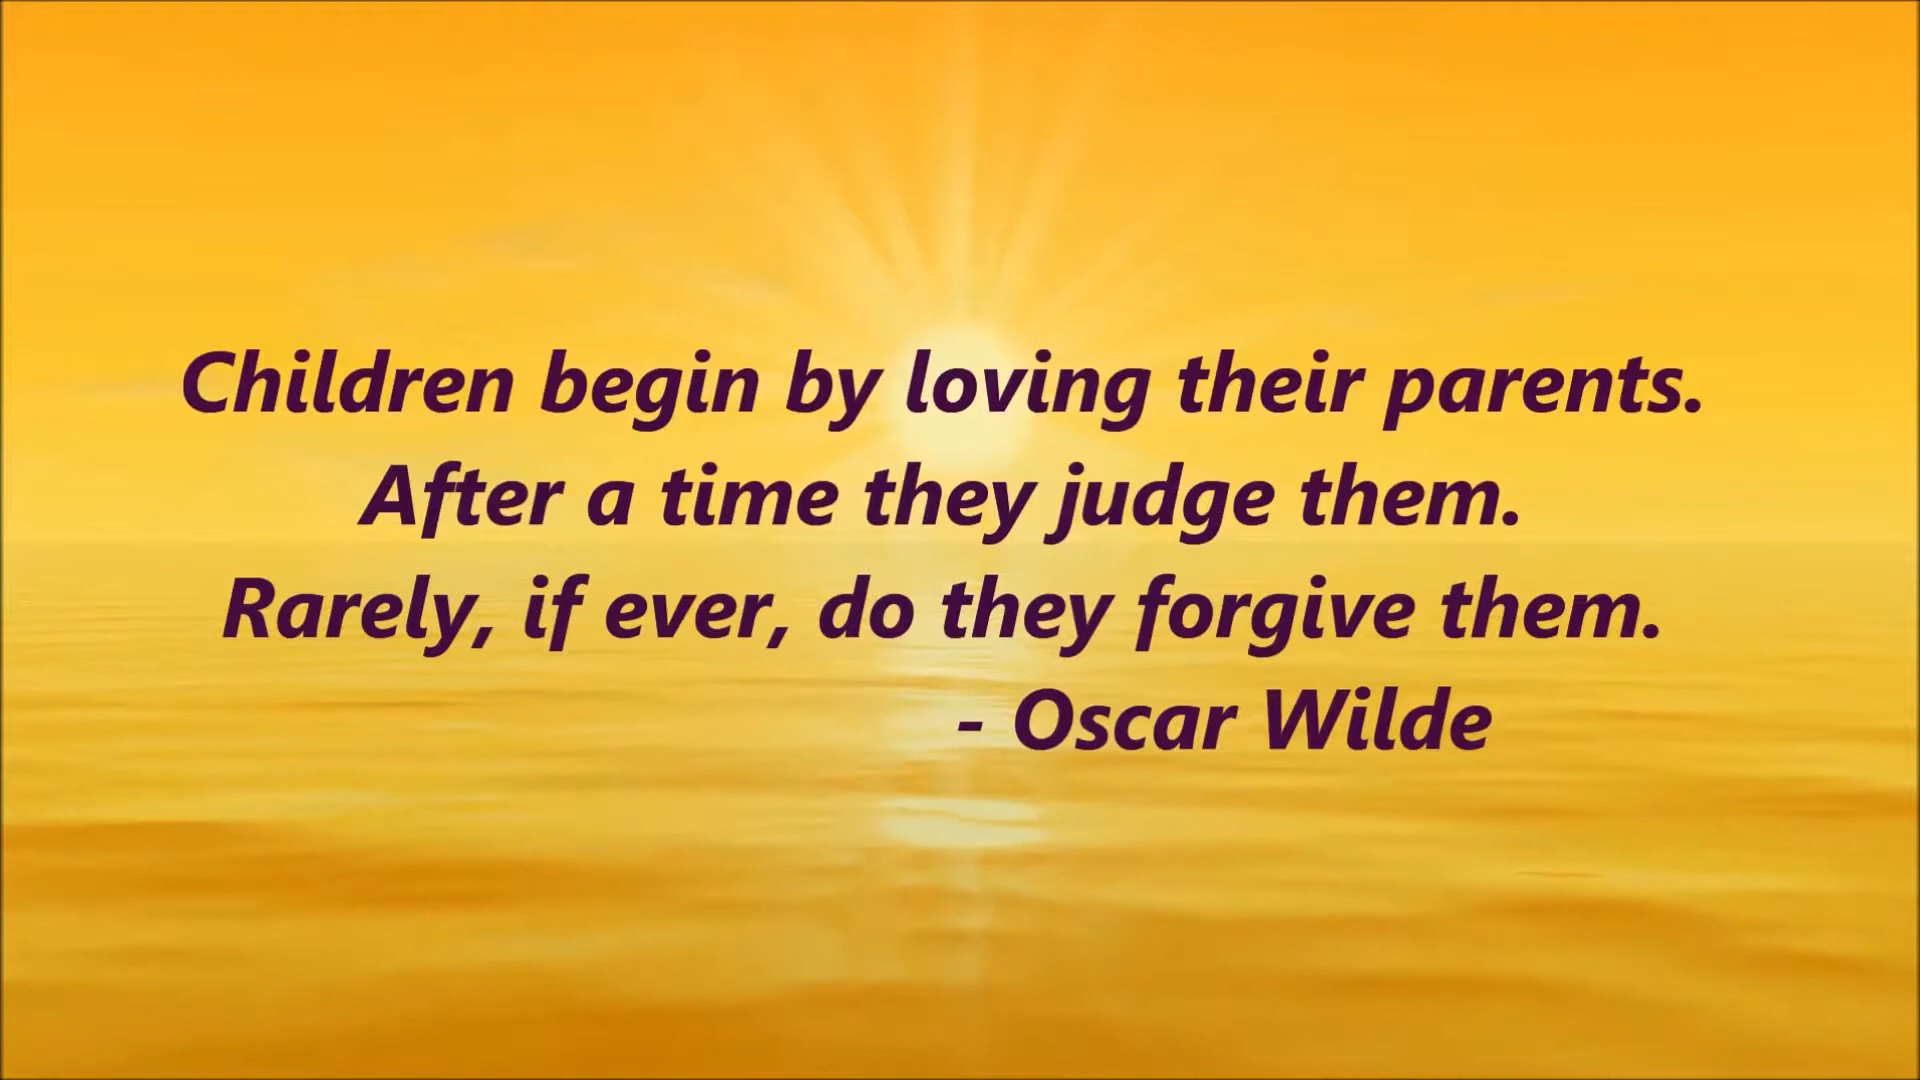 Children begin by loving their parents.
After a time they judge them.
Rarely, if ever, do they forgive them.
- Oscar Wilde